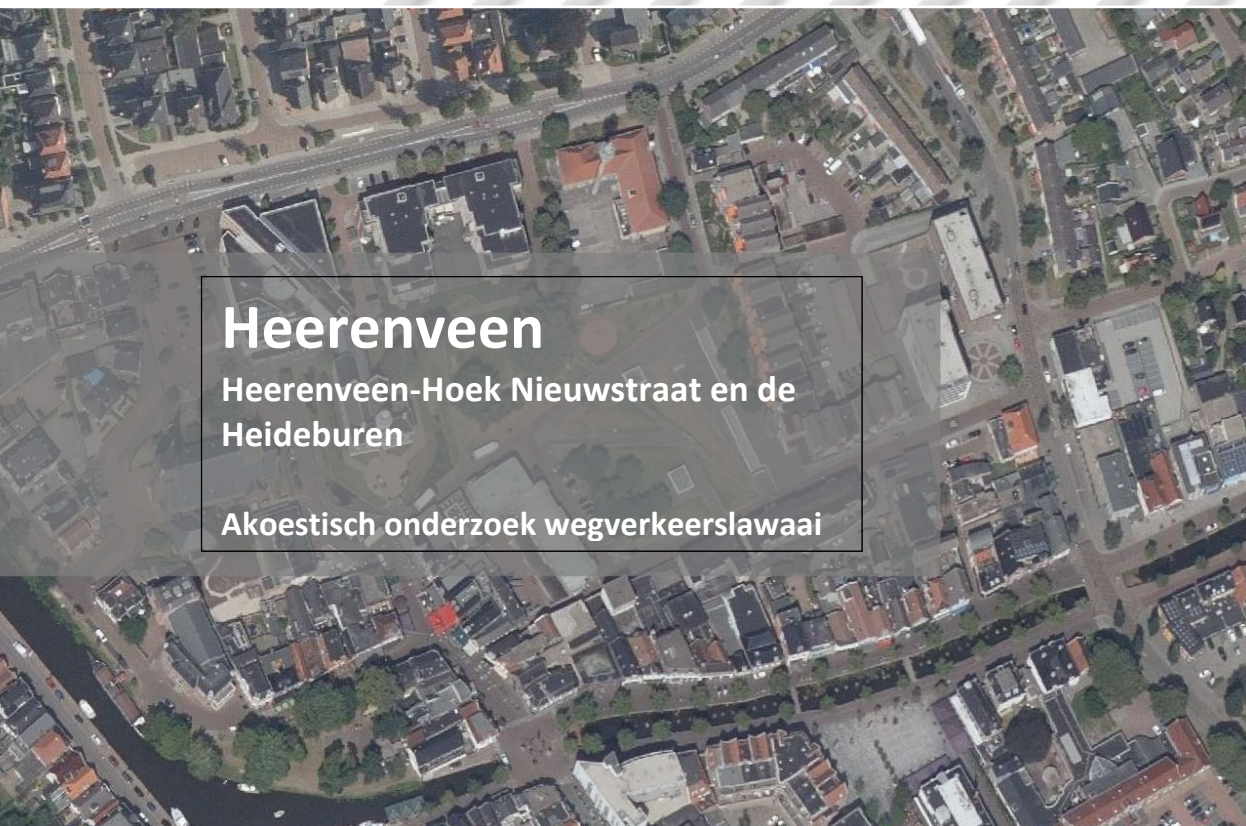 Heerenveen
Heerenveen-Hoek Nieuwstraat en de
Heideburen
Akoestisch onderzoek wegverkeerslawaai